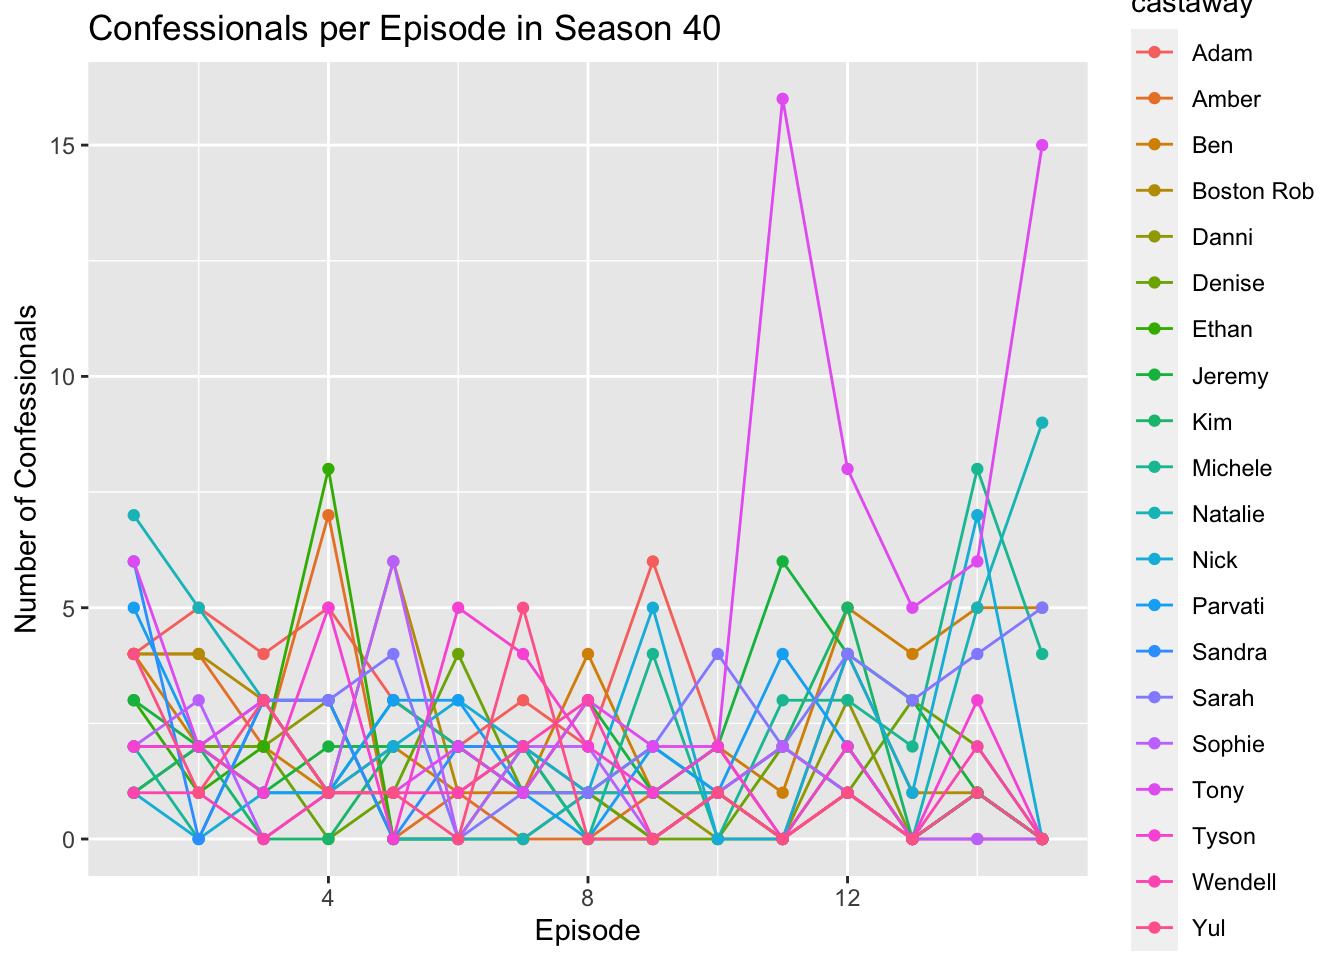 Confessionals per Episode in Season 40
castaway
Adam
Amber
Ben
Boston Rob
Danni
Denise
Ethan
Jeremy
Kim
Michele
Natalie
Nick
Parvati
Sandra
Sarah
Sophie
Tony
Tyson
Wendell
Yul
Number of Confessionals
15
10
5
0
4
8
12
Episode